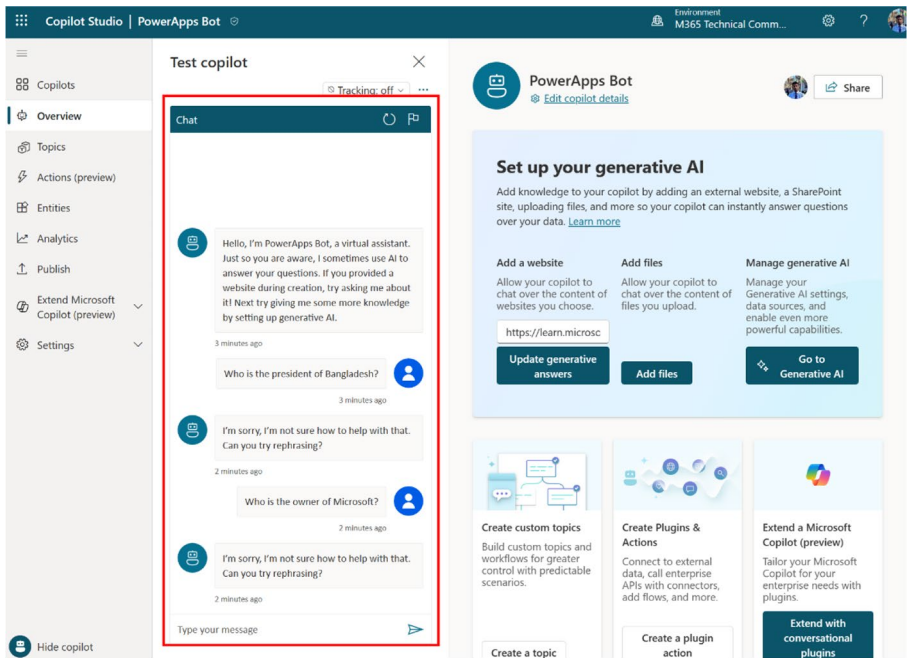 Copilot Studio | PowerApps Bot
Environment
M365 Technical Comm...
?
Copilots
Overview
Topics
Actions (preview)
Entities
Analytics
Publish
Extend Microsoft
Copilot (preview)
Settings
Hide copilot
Test copilot
Tracking: off
...
Chat
Hello, I'm PowerApps Bot, a virtual assistant.
Just so you are aware, I sometimes use AI to
answer your questions. If you provided a
website during creation, try asking me about
it! Next try giving me some more knowledge
by setting up generative AI.
3 minutes ago
Who is the president of Bangladesh?
3 minutes ago
I'm sorry, I'm not sure how to help with that.
Can you try rephrasing?
2 minutes ago
Who is the owner of Microsoft?
2 minutes ago
I'm sorry, I'm not sure how to help with that.
Can you try rephrasing?
2 minutes ago
Type your message
PowerApps Bot
Edit copilot details
Share
Set up your generative AI
Add knowledge to your copilot by adding an external website, a SharePoint
site, uploading files, and more so your copilot can instantly answer questions
over your data. Learn more
Add a website
Allow your copilot to
chat over the content of
websites you choose.
https://learn.microsc
Update generative
answers
Add files
Allow your copilot to
chat over the content of
files you upload.
Add files
Manage generative AI
Manage your
Generative AI settings,
data sources, and
enable even more
powerful capabilities.
Go to
Generative AI
Create custom topics
Build custom topics and
workflows for greater
control with predictable
scenarios.
Create a topic
Create Plugins &
Actions
Connect to external
data, call enterprise
APIs with connectors,
add flows, and more.
Create a plugin
action
Extend a Microsoft
Copilot (preview)
Tailor your Microsoft
Copilot for your
enterprise needs with
plugins.
Extend with
conversational
plugins